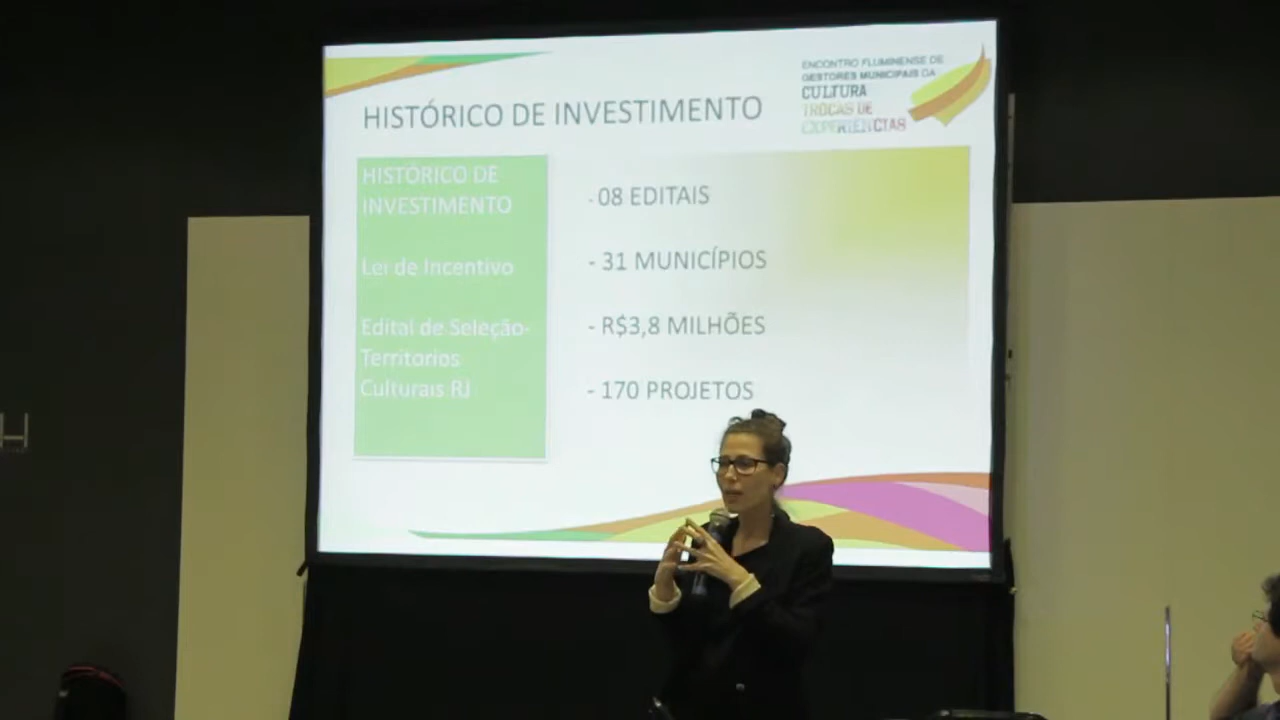 ENCONTRO FLUMINENSE DE
GESTORES MUNICIPAIS DA
CULTURA
TROCAS DE
EXPERIÊNCIAS
HISTÓRICO DE INVESTIMENTO
HISTÓRICO DE
INVESTIMENTO
Lei de Incentivo
Edital de Seleção-
Territorios
Culturais RJ
- 08 EDITAIS
- 31 MUNICÍPIOS
- R$3,8 MILHÕES
- 170 PROJETOS
H